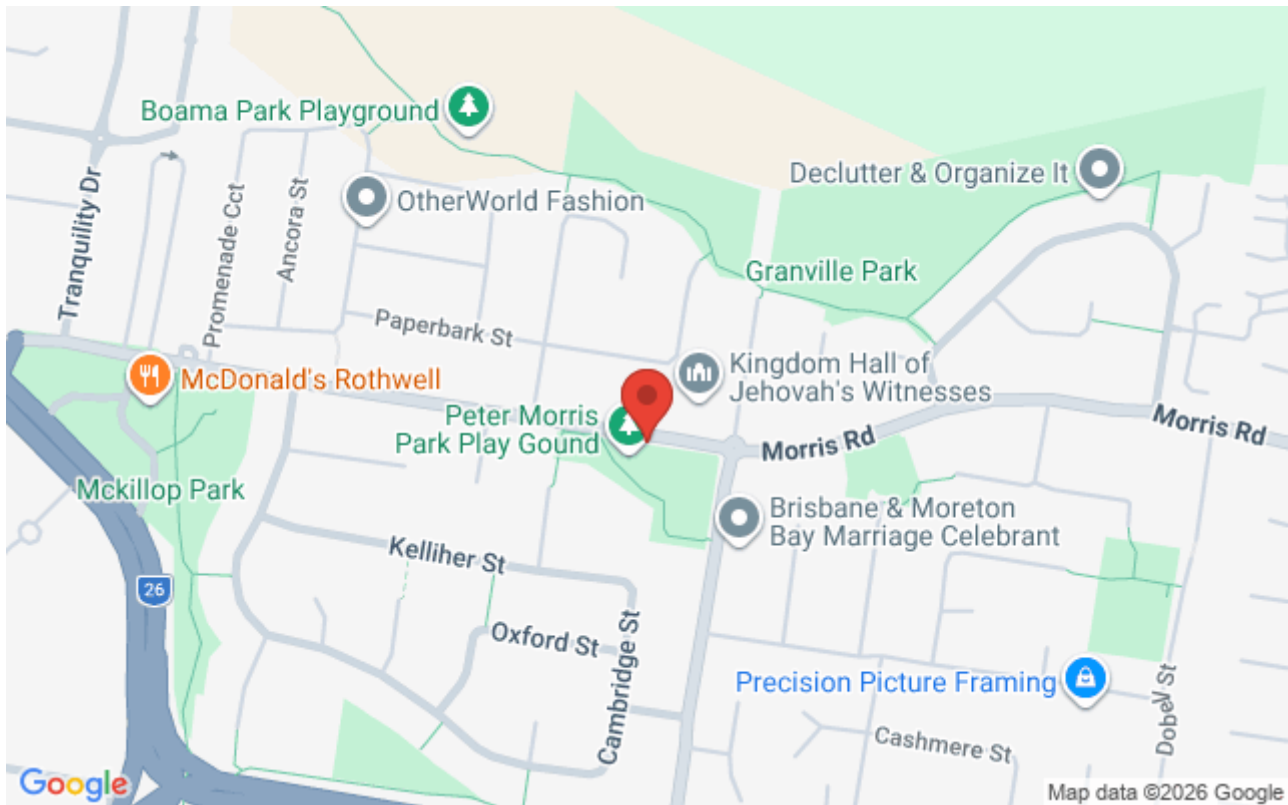 Boama Park Playground
Declutter & Organize It
Tranquility Dr
Promenade Cct
Ancora St
OtherWorld Fashion
Granville Park
Paperbark St
McDonald's Rothwell
Kingdom Hall of
Jehovah's Witnesses
Peter Morris
Park Play Gound
Morris Rd
Morris Rd
Mckillop Park
Brisbane & Moreton
Bay Marriage Celebrant
Kelliher St
26
Oxford St
Cambridge St
Precision Picture Framing
Dobell St
Cashmere St
Google
Map data ©2026 Google